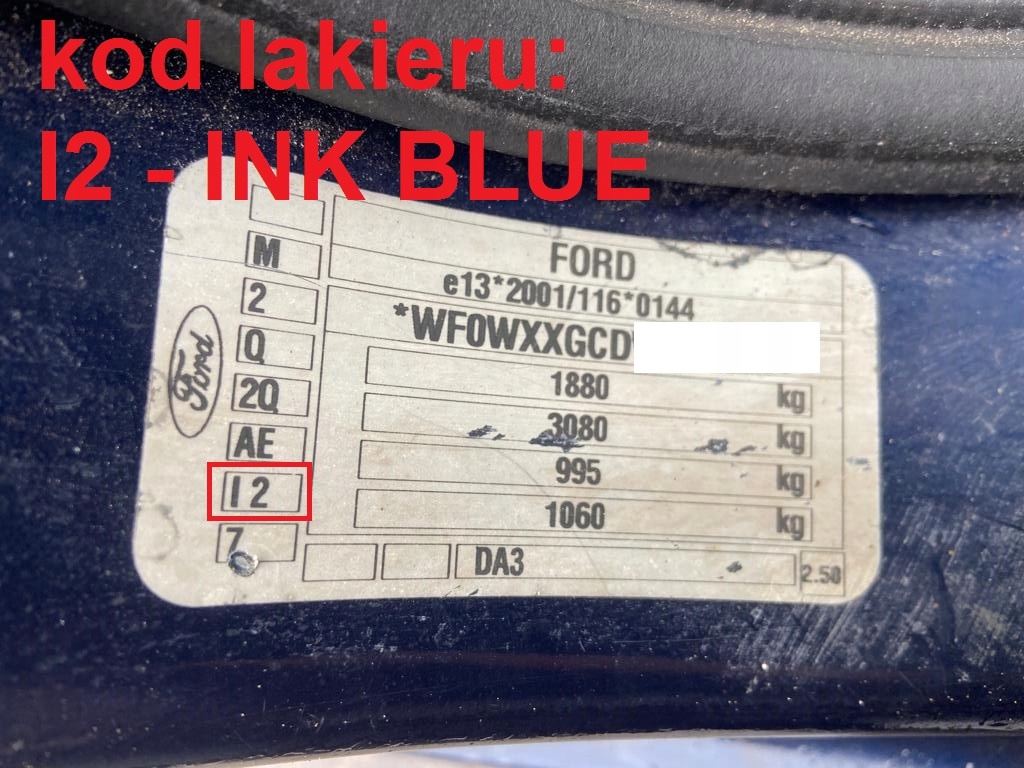 kod lakieru:
I2 - INK BLUE
M
FORD
e13*2001/116*0144
2
*WF0WXXGCD
Q
1880 kg
2Q
3080 kg
AE
995 kg
I 2
1060 kg
7
DA3
2.50
Ford